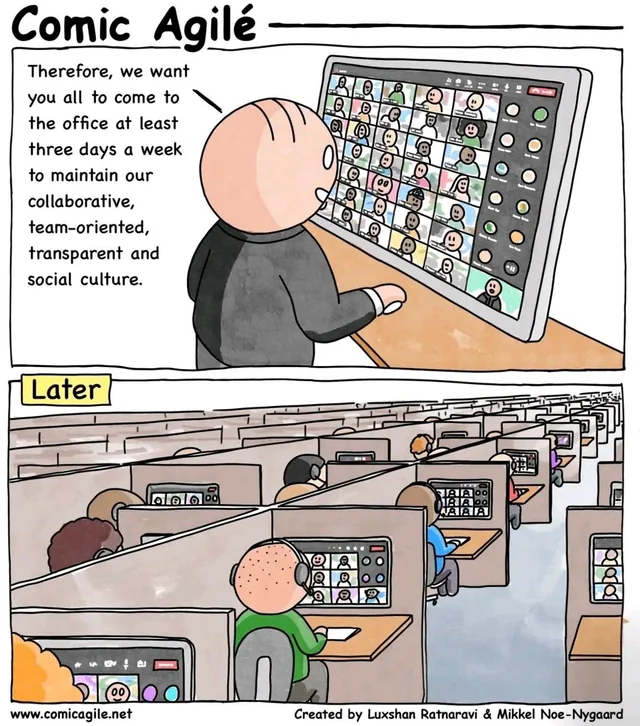 Comic Agilé
Therefore, we want
you all to come to
the office at least
three days a week
to maintain our
collaborative,
team-oriented,
transparent and
social culture.
Later
www.comicagile.net
Created by Luxshan Ratnaravi & Mikkel Noe-Nygaard